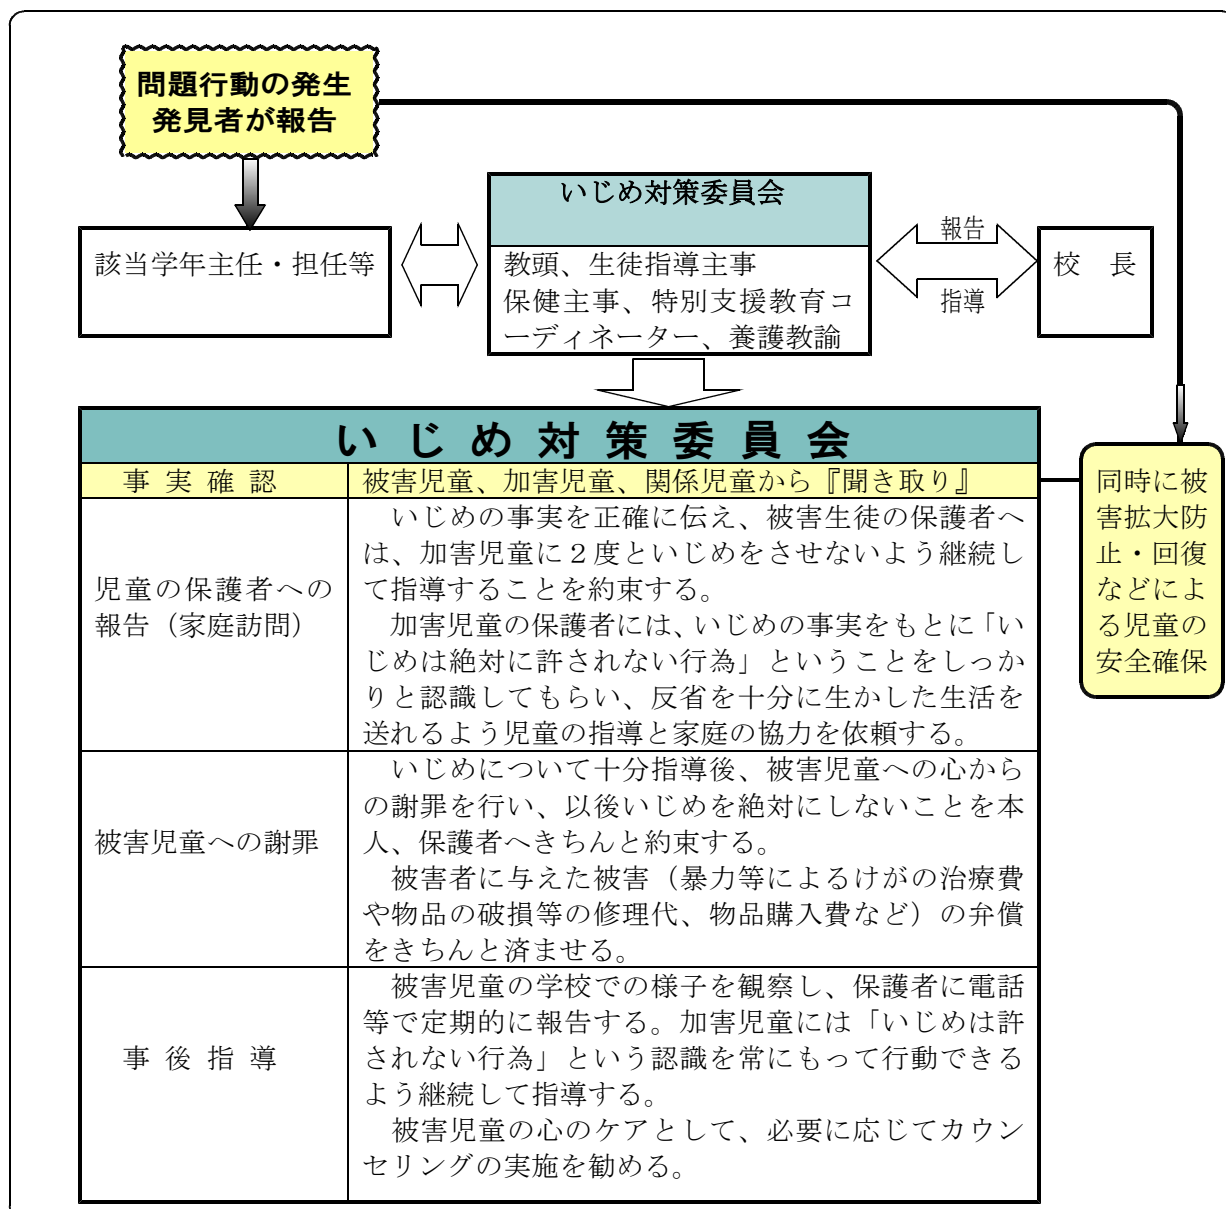 問題行動の発生
発見者が報告
いじめ対策委員会
該当学年主任・担任等
教頭、生徒指導主事
保健主事、特別支援教育コ
ーディネーター、養護教諭
報告
指導
校　長
いじめ対策委員会
事実確認
被害児童、加害児童、関係児童から『聞き取り』
児童の保護者への
報告（家庭訪問）
いじめの事実を正確に伝え、被害生徒の保護者へ
は、加害児童に２度といじめをさせないよう継続し
て指導することを約束する。
加害児童の保護者には、いじめの事実をもとに「い
じめは絶対に許されない行為」ということをしっか
りと認識してもらい、反省を十分に生かした生活を
送れるよう児童の指導と家庭の協力を依頼する。
被害児童への謝罪
いじめについて十分指導後、被害児童への心から
の謝罪を行い、以後いじめを絶対にしないことを本
人、保護者へきちんと約束する。
被害者に与えた被害（暴力等によるけがの治療費
や物品の破損等の修理代、物品購入費など）の弁償
をきちんと済ませる。
事後指導
被害児童の学校での様子を観察し、保護者に電話
等で定期的に報告する。加害児童には「いじめは許
されない行為」という認識を常にもって行動できる
よう継続して指導する。
被害児童の心のケアとして、必要に応じてカウン
セリングの実施を勧める。
同時に被
害拡大防
止・回復
などによ
る児童の
安全確保